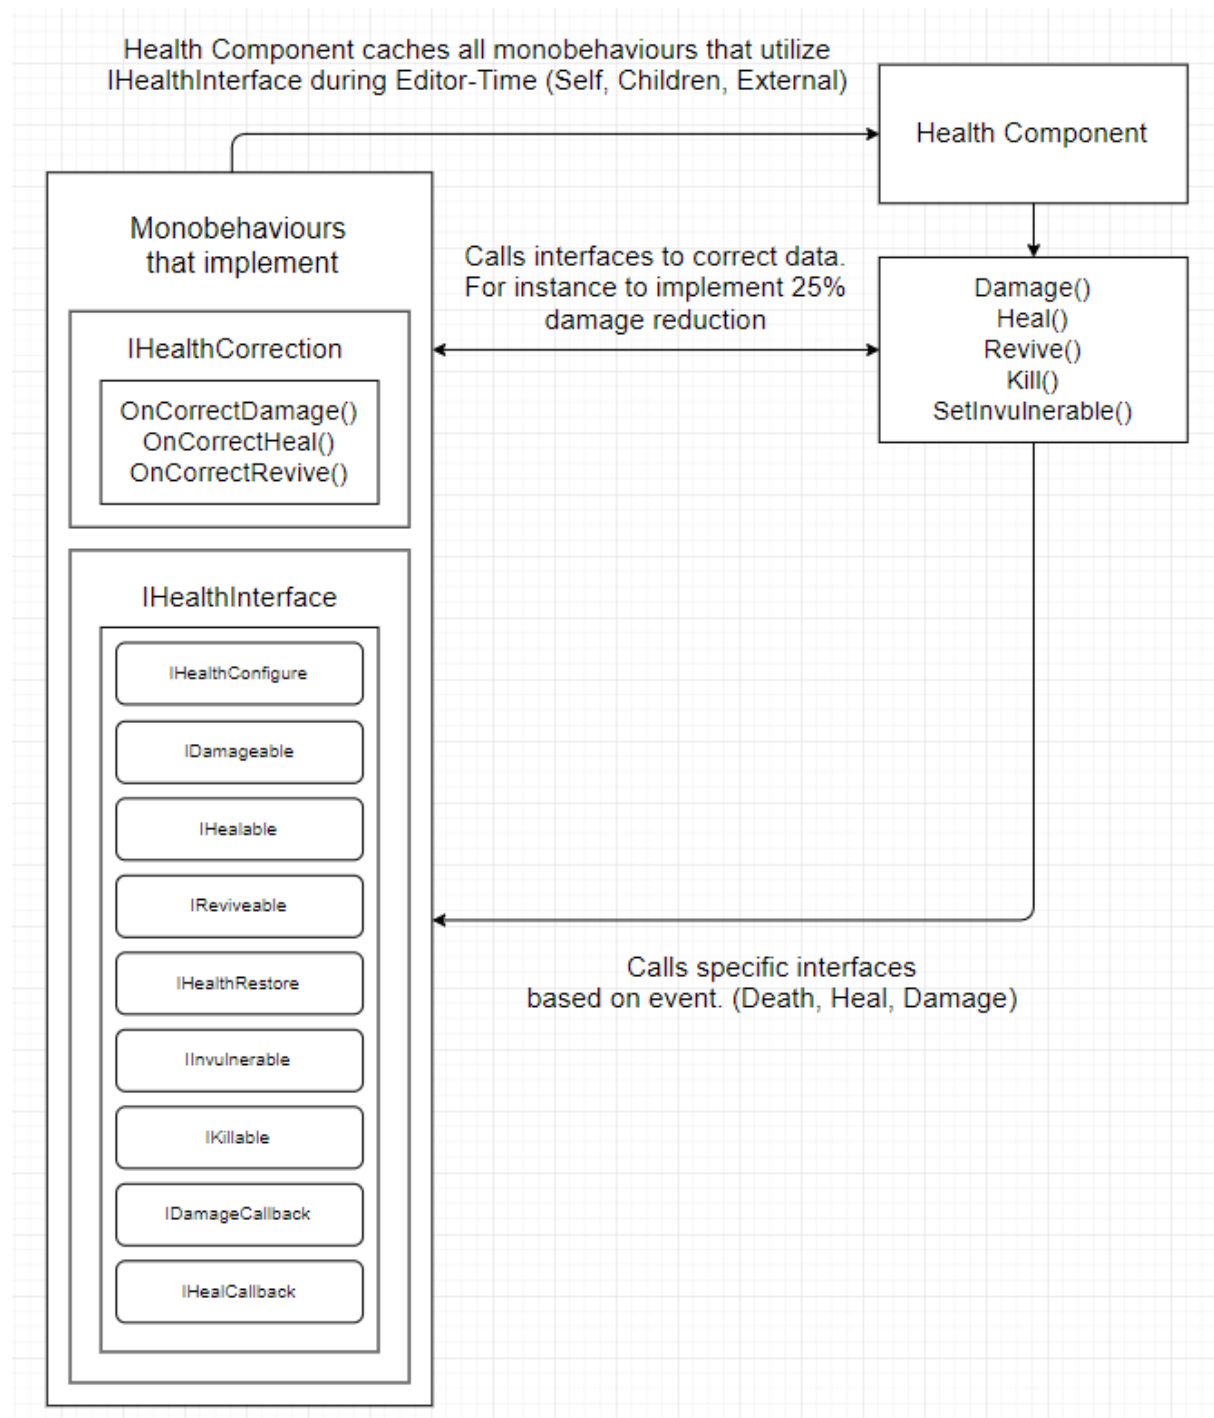 Health Component caches all monobehaviours that utilize
IHealthInterface during Editor-Time (Self, Children, External)
Health Component
Monobehaviours
that implement
Calls interfaces to correct data.
For instance to implement 25%
damage reduction
Damage()
Heal()
Revive()
Kill()
SetInvulnerable()
IHealthCorrection
OnCorrectDamage()
OnCorrectHeal()
OnCorrectRevive()
IHealthInterface
IHealthConfigure
IDamageable
IHealable
IReviveable
IHealthRestore
IInvulnerable
IKillable
IDamageCallback
IHealCallback
Calls specific interfaces
based on event. (Death, Heal, Damage)